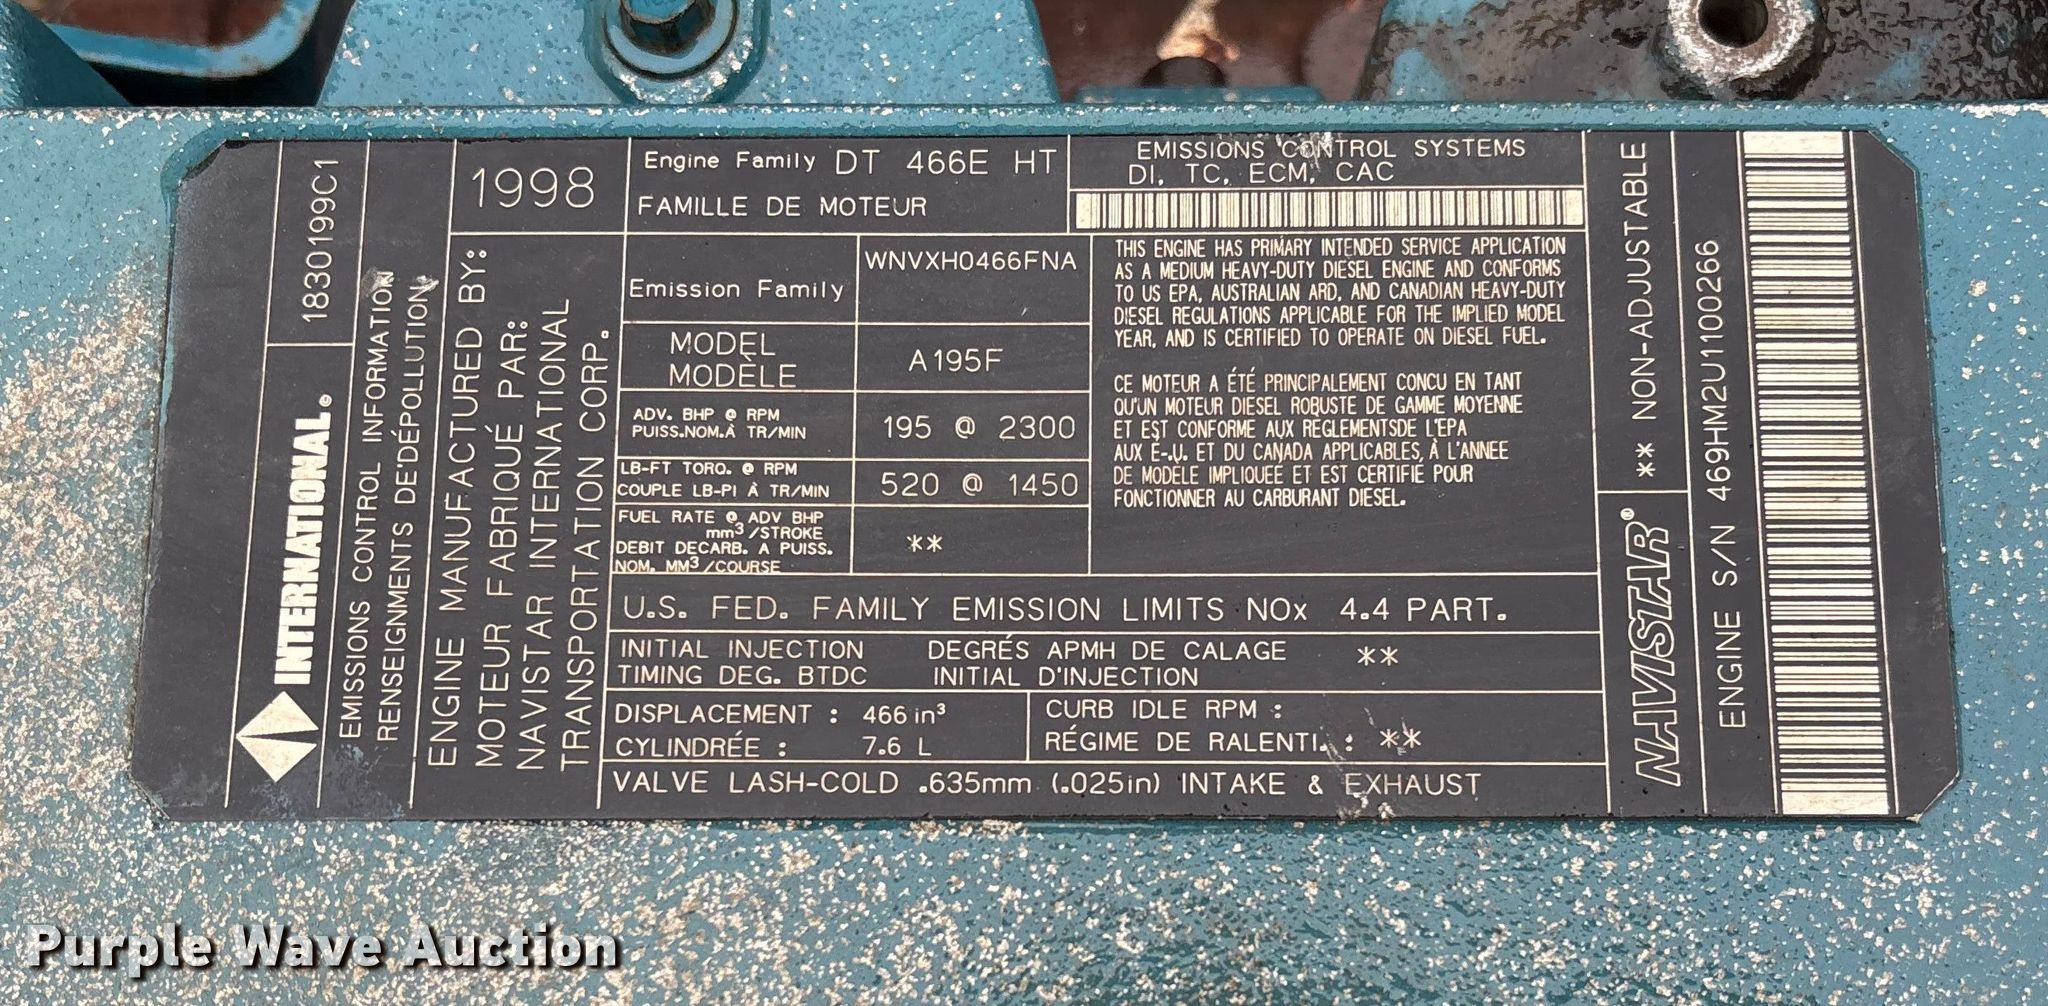 1830199C1
INTERNATIONAL®
EMISSIONS CONTROL INFORMATION
RENSEIGNMENTS DE'DÉPOLLUTION
1998
ENGINE MANUFACTURED BY:
MOTEUR FABRIQUÉ PAR:
NAVISTAR INTERNATIONAL
TRANSPORTATION CORP.
Engine Family DT 466E HT
FAMILLE DE MOTEUR
EMISSIONS CONTROL SYSTEMS
DI, TC, ECM, CAC
Emission Family WNVXH0466FNA
MODEL
MODÈLE
A195F
ADV. BHP @ RPM
PUISS.NOM.À TR/MIN
195 @ 2300
LB-FT TORQ. @ RPM
COUPLE LB-PI À TR/MIN
520 @ 1450
FUEL RATE @ ADV BHP
mm³/STROKE
DEBIT DECARB. A PUISS.
NOM. MM³/COURSE
**
THIS ENGINE HAS PRIMARY INTENDED SERVICE APPLICATION
AS A MEDIUM HEAVY-DUTY DIESEL ENGINE AND CONFORMS
TO US EPA, AUSTRALIAN ARD, AND CANADIAN HEAVY-DUTY
DIESEL REGULATIONS APPLICABLE FOR THE IMPLIED MODEL
YEAR, AND IS CERTIFIED TO OPERATE ON DIESEL FUEL.
CE MOTEUR A ÉTÉ PRINCIPALEMENT CONCU EN TANT
QU'UN MOTEUR DIESEL ROBUSTE DE GAMME MOYENNE
ET EST CONFORME AUX REGLEMENTSDE L'EPA
AUX E-.U. ET DU CANADA APPLICABLES, À L'ANNEE
DE MODÈLE IMPLIQUÉE ET EST CERTIFIÉ POUR
FONCTIONNER AU CARBURANT DIESEL.
U.S. FED. FAMILY EMISSION LIMITS NOx 4.4 PART.
INITIAL INJECTION DEGRÉS APMH DE CALAGE **
TIMING DEG. BTDC INITIAL D'INJECTION
DISPLACEMENT : 466 in³
CYLINDRÉE : 7.6 L
CURB IDLE RPM :
RÉGIME DE RALENTI. : **
VALVE LASH-COLD .635mm (.025in) INTAKE & EXHAUST
** NON-ADJUSTABLE
NAVISTAR®
ENGINE S/N 469HM2U1100266
Purple Wave Auction